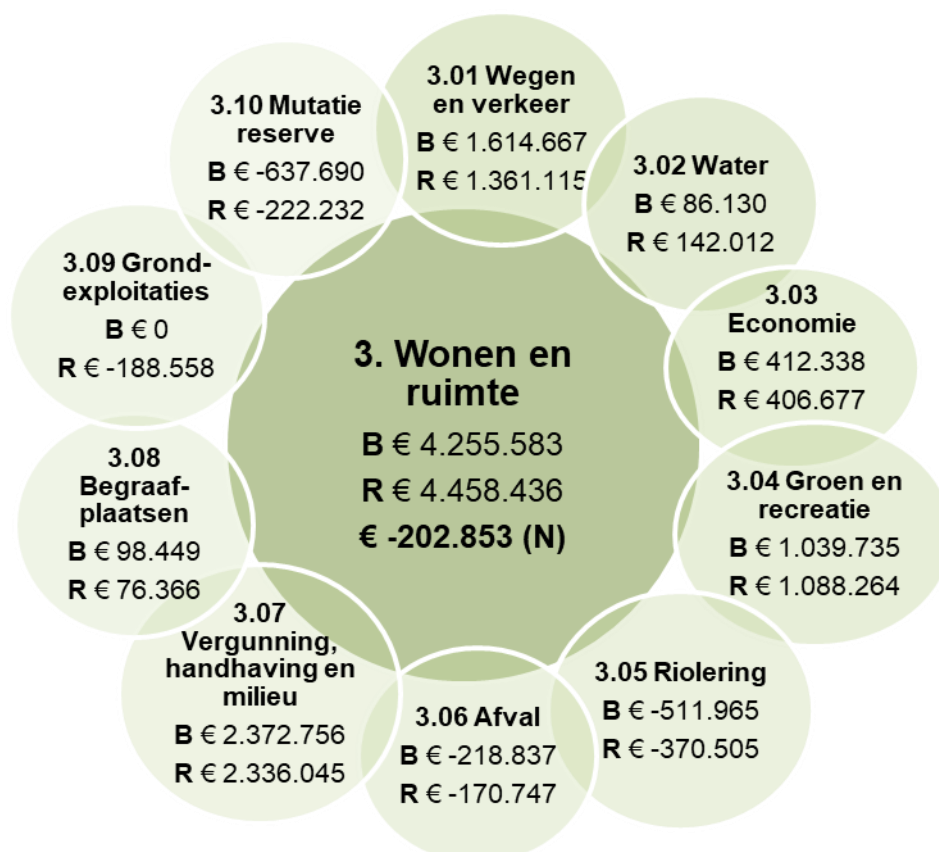 3. Wonen en
ruimte
B € 4.255.583
R € 4.458.436
€ -202.853 (N)
3.01 Wegen
en verkeer
B € 1.614.667
R € 1.361.115
3.02 Water
B € 86.130
R € 142.012
3.03
Economie
B € 412.338
R € 406.677
3.04 Groen en
recreatie
B € 1.039.735
R € 1.088.264
3.05 Riolering
B € -511.965
R € -370.505
3.06 Afval
B € -218.837
R € -170.747
3.07
Vergunning,
handhaving en
milieu
B € 2.372.756
R € 2.336.045
3.08
Begraaf-
plaatsen
B € 98.449
R € 76.366
3.09 Grond-
exploitaties
B € 0
R € -188.558
3.10 Mutatie
reserve
B € -637.690
R € -222.232